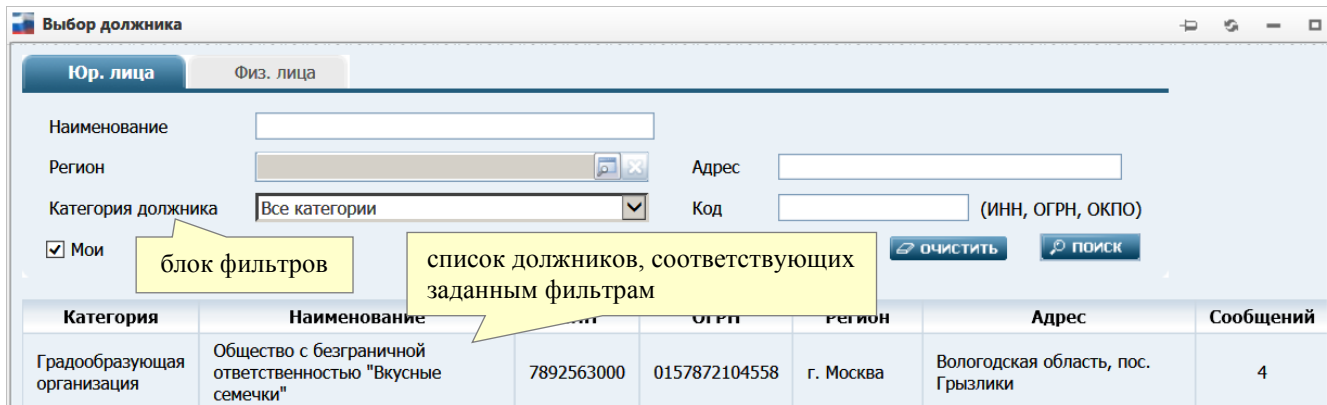 Выбор должника
Юр. лица Физ. лица
Наименование
Регион Адрес
Категория должника Все категории Код (ИНН, ОГРН, ОКПО)
Мои ОЧИСТИТЬ ПОИСК
блок фильтров
список должников, соответствующих
заданным фильтрам
Категория Наименование ОГРН Регион Адрес Сообщений
Градообразующая
организация
Общество с безграничной
ответственностью "Вкусные
семечки"
7892563000 0157872104558 г. Москва
Вологодская область, пос.
Грызлики
4